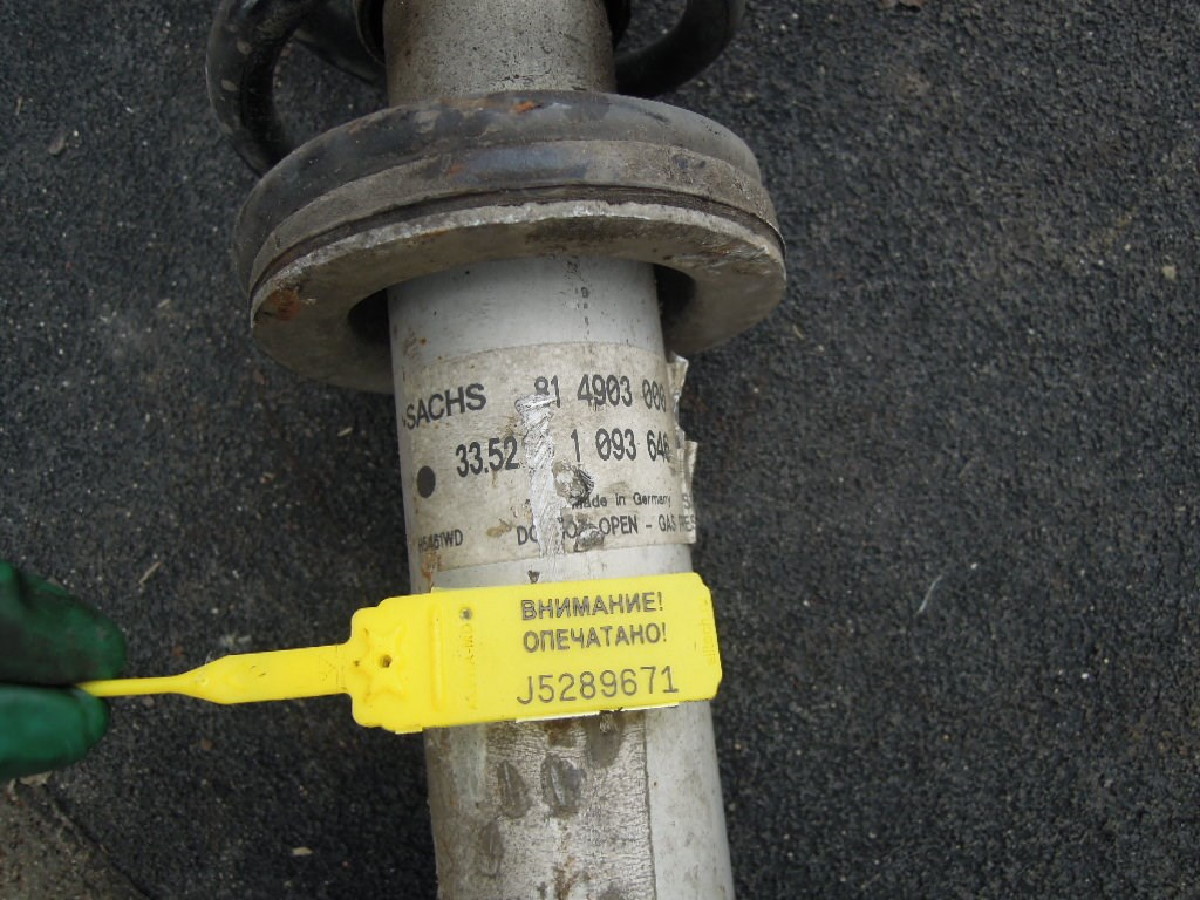 SACHS 81 4903 000
33.52 1 093 646
Made in Germany
OPEN - GAS
ВНИМАНИЕ!
ОПЕЧАТАНО!
J5289671